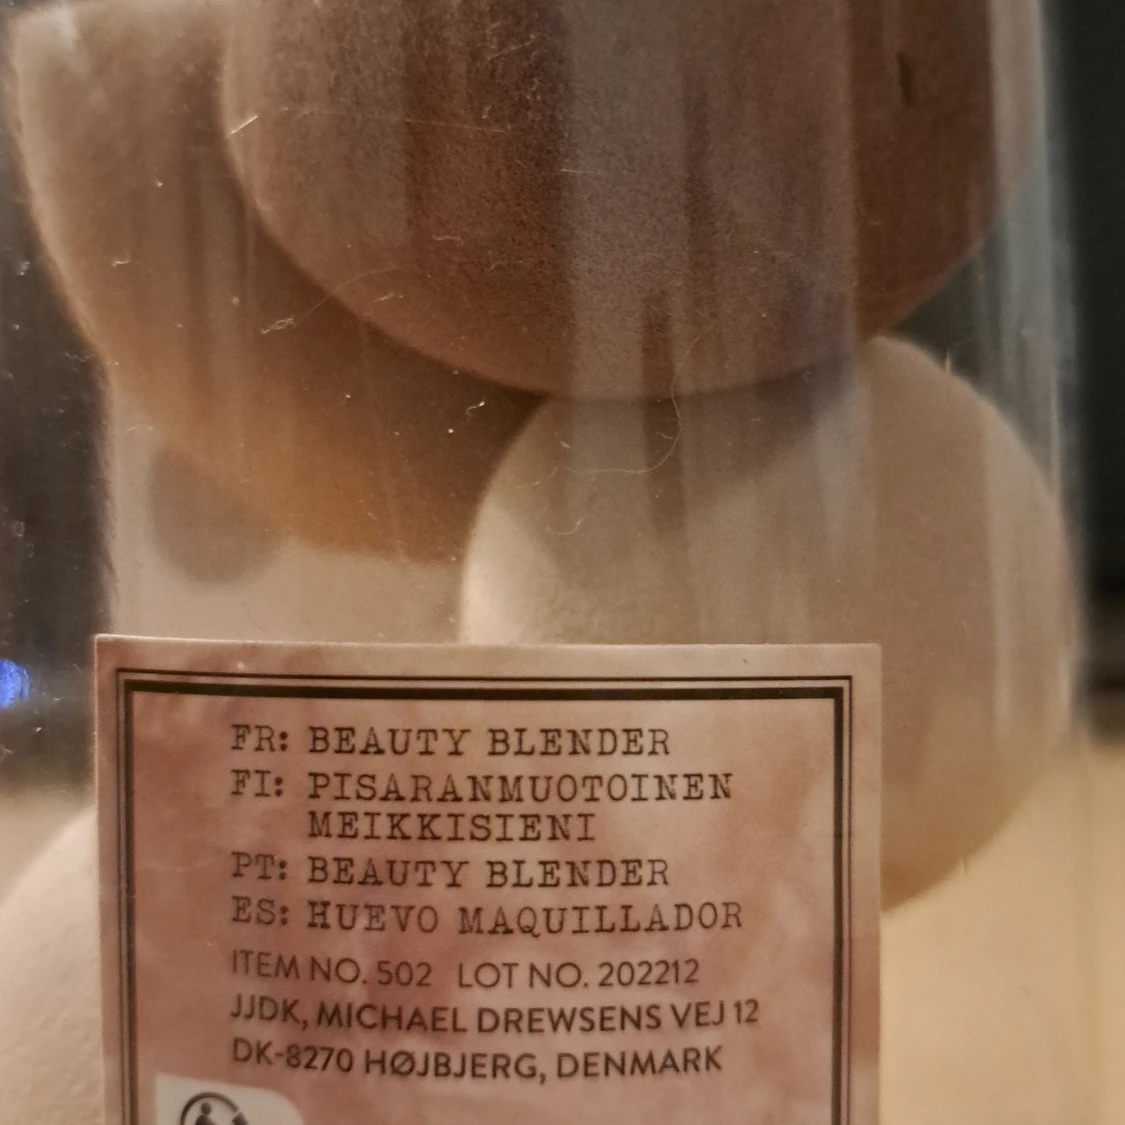 FR: BEAUTY BLENDER
FI: PISARANMUOTOINEN
MEIKKISIENI
PT: BEAUTY BLENDER
ES: HUEVO MAQUILLADOR
ITEM NO. 502 LOT NO. 202212
JJDK, MICHAEL DREWSENS VEJ 12
DK-8270 HØJBJERG, DENMARK